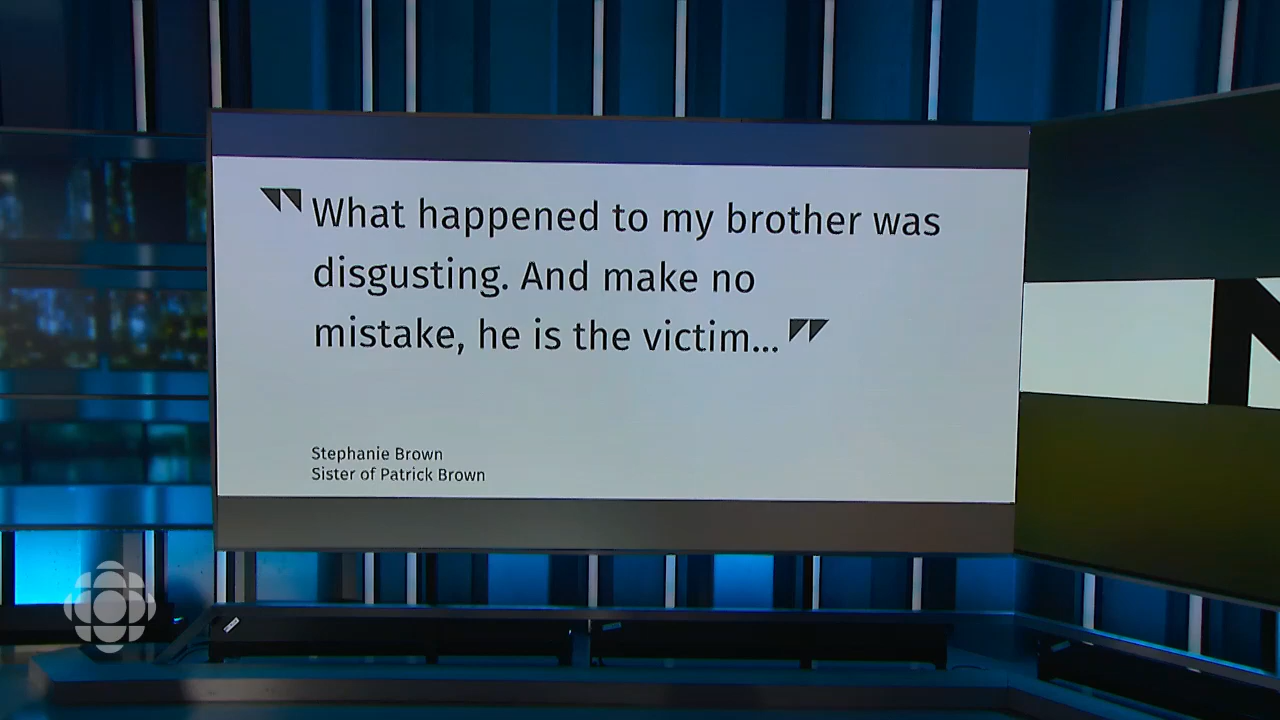 "What happened to my brother was
disgusting. And make no
mistake, he is the victim..."
Stephanie Brown
Sister of Patrick Brown